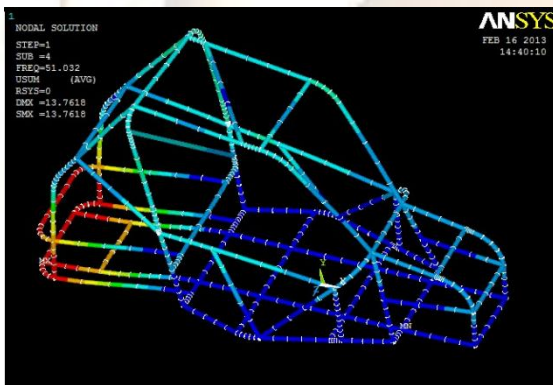 1
NODAL SOLUTION
STEP=1
SUB =4
FREQ=51.032
USUM     (AVG)
RSYS=0
DMX =13.7618
SMX =13.7618
ANSYS
FEB 16 2013
14:40:10
MN